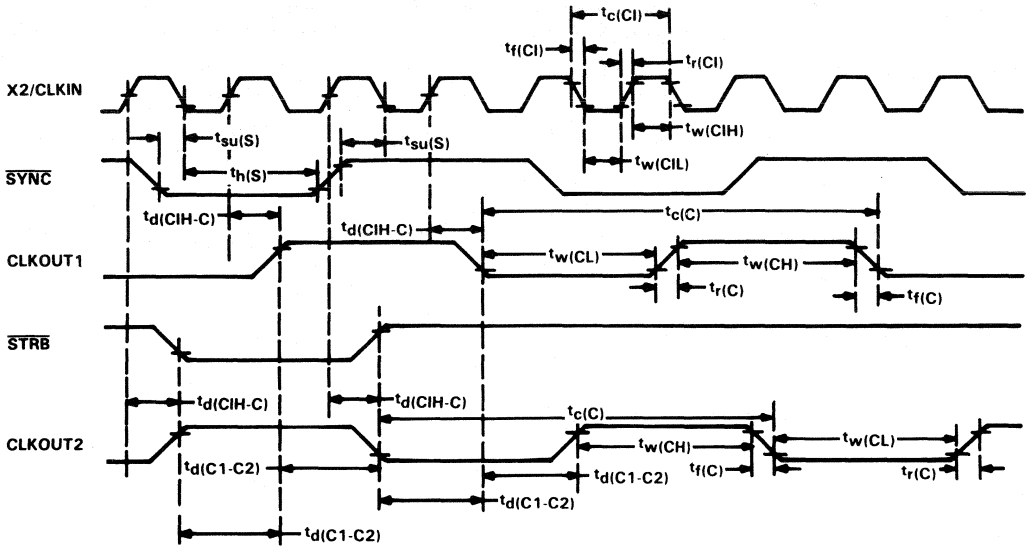 tc(CI)
tf(CI)
tr(CI)
X2/CLKIN
tsu(S)
tsu(S)
tw(CIH)
th(S)
tw(CIL)
SYNC
td(CIH-C)
td(CIH-C)
tc(C)
CLKOUT1
tw(CL)
tw(CH)
tr(C)
tf(C)
STRB
td(CIH-C)
td(CIH-C)
tc(C)
CLKOUT2
tw(CH)
tw(CL)
td(C1-C2)
td(C1-C2)
tf(C)
tr(C)
td(C1-C2)
td(C1-C2)